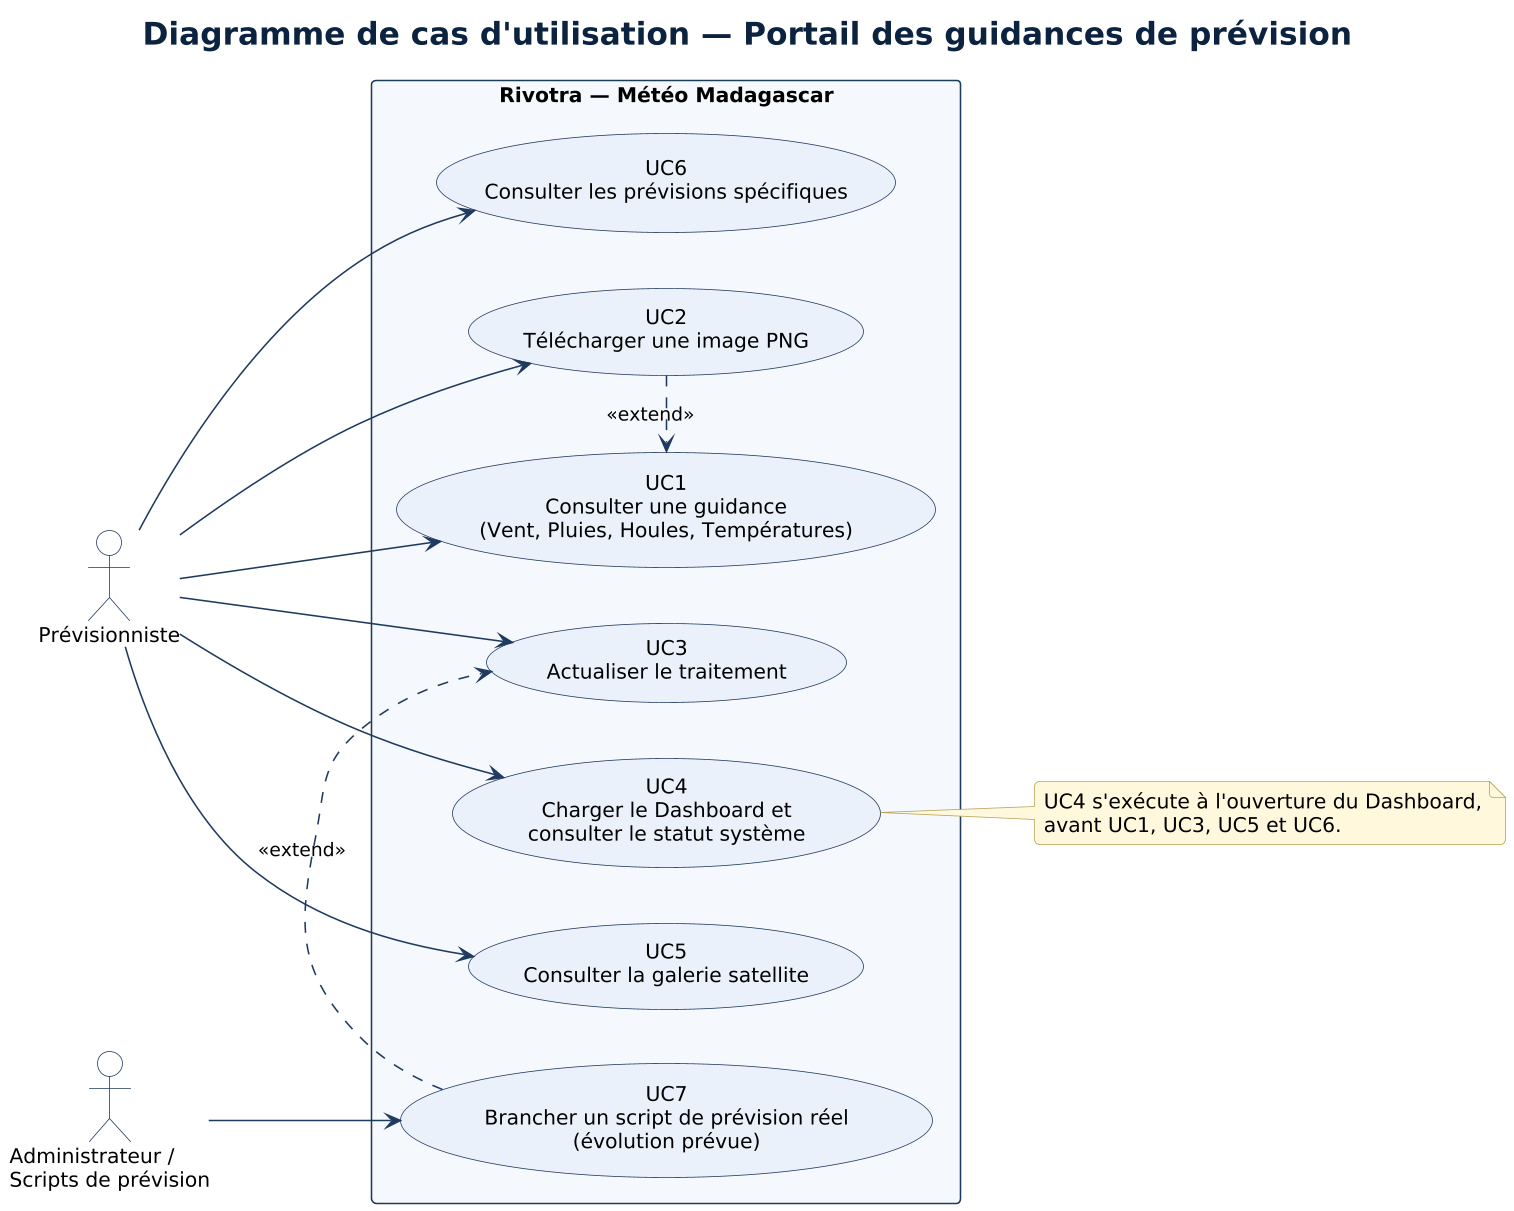 Diagramme de cas d'utilisation — Portail des guidances de prévision
Rivotra — Météo Madagascar
UC6
Consulter les prévisions spécifiques
UC2
Télécharger une image PNG
«extend»
UC1
Consulter une guidance
(Vent, Pluies, Houles, Températures)
Prévisionniste
UC3
Actualiser le traitement
UC4
Charger le Dashboard et
consulter le statut système
UC4 s'exécute à l'ouverture du Dashboard,
avant UC1, UC3, UC5 et UC6.
«extend»
UC5
Consulter la galerie satellite
UC7
Brancher un script de prévision réel
(évolution prévue)
Administrateur /
Scripts de prévision